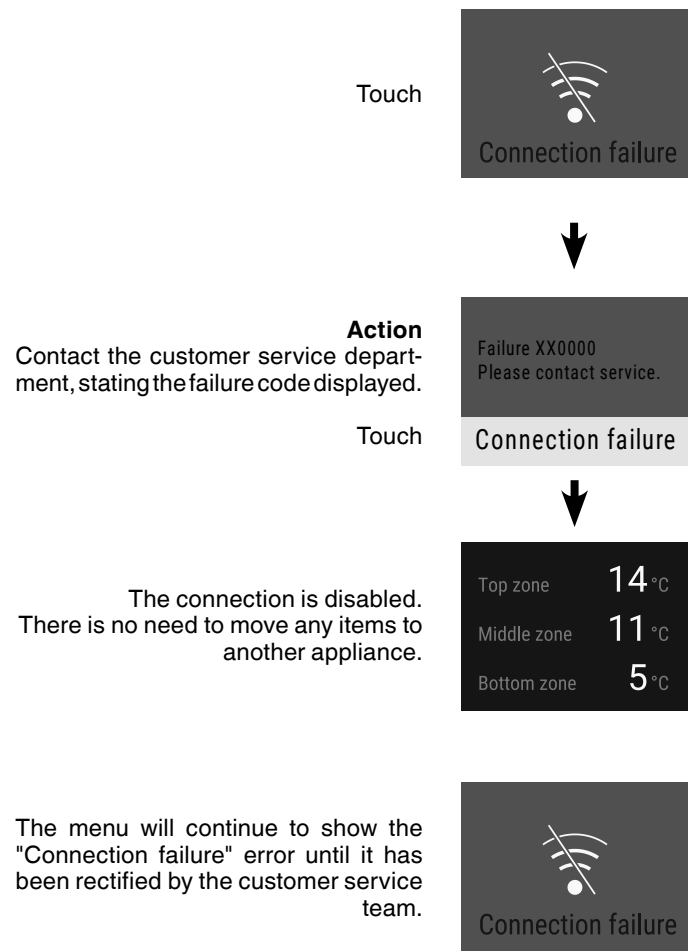 Touch
Connection failure
Action
Contact the customer service depart-
ment, stating the failure code displayed.
Failure XX0000
Please contact service.
Touch
Connection failure
The connection is disabled.
There is no need to move any items to
another appliance.
Top zone 14 °C
Middle zone 11 °C
Bottom zone 5 °C
The menu will continue to show the
"Connection failure" error until it has
been rectified by the customer service
team.
Connection failure